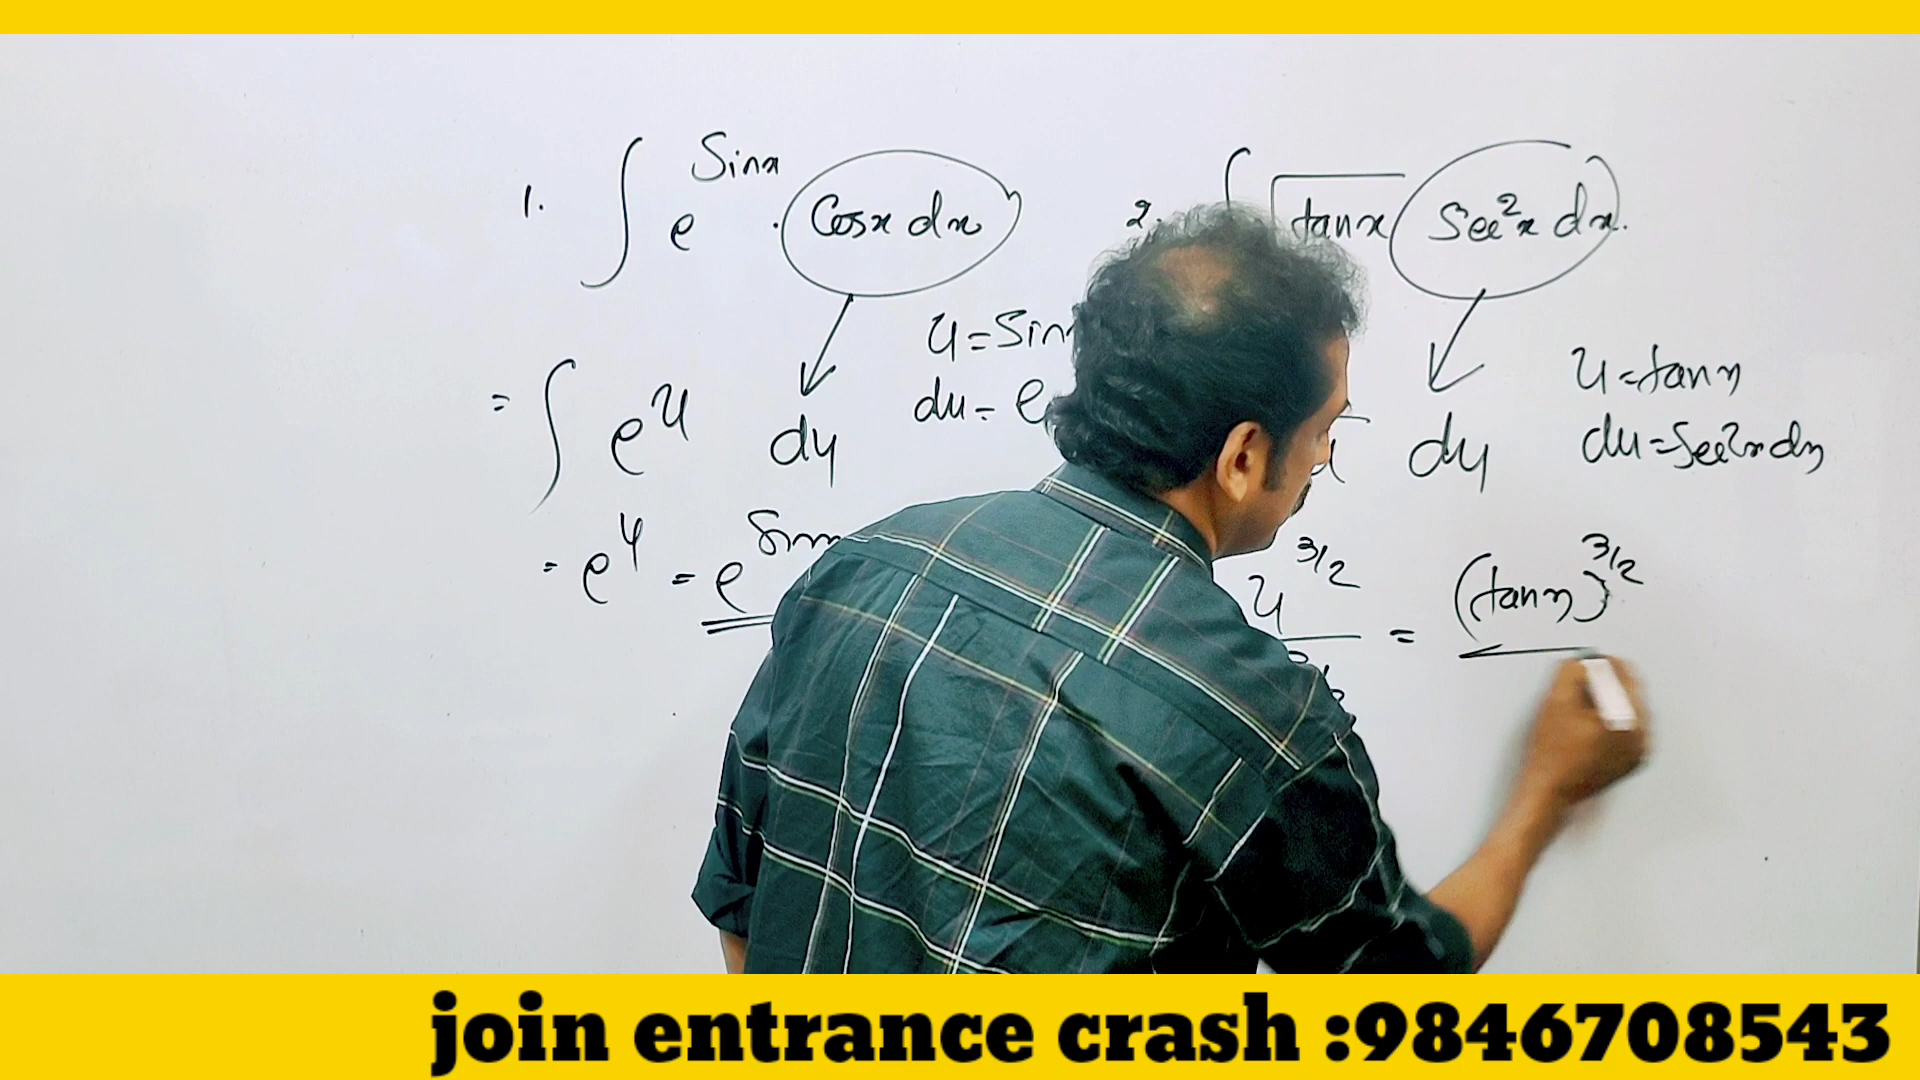 1. ∫ e^Sinx . Cosx dx
u = Sin
du =
= ∫ e^u du
= e^u = e^Sin
2. ∫ √tanx Sec²x dx.
u = tanx
du = Sec²x dx
du
u^3/2 = (tanx)^3/2
join entrance crash :9846708543